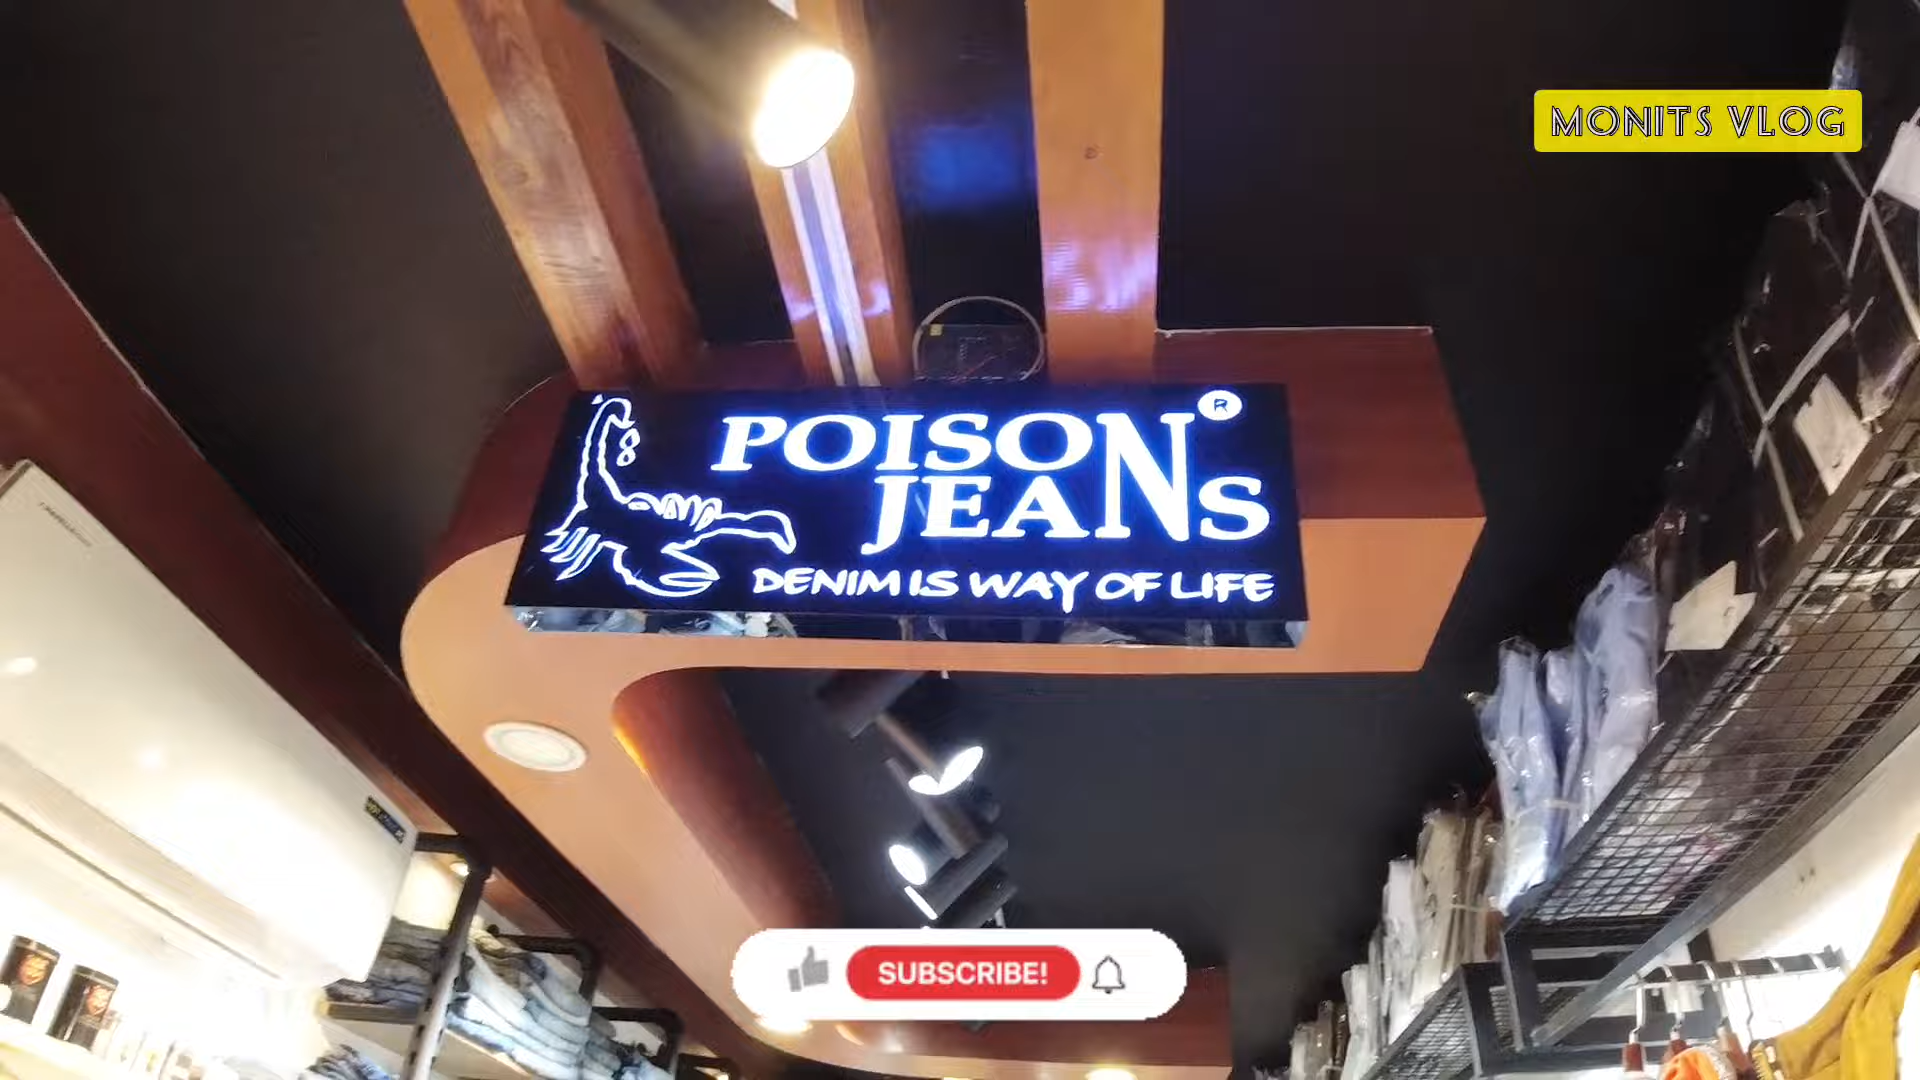 MONITS VLOG
POISON
JEANS
®
DENIM IS WAY OF LIFE
SUBSCRIBE!